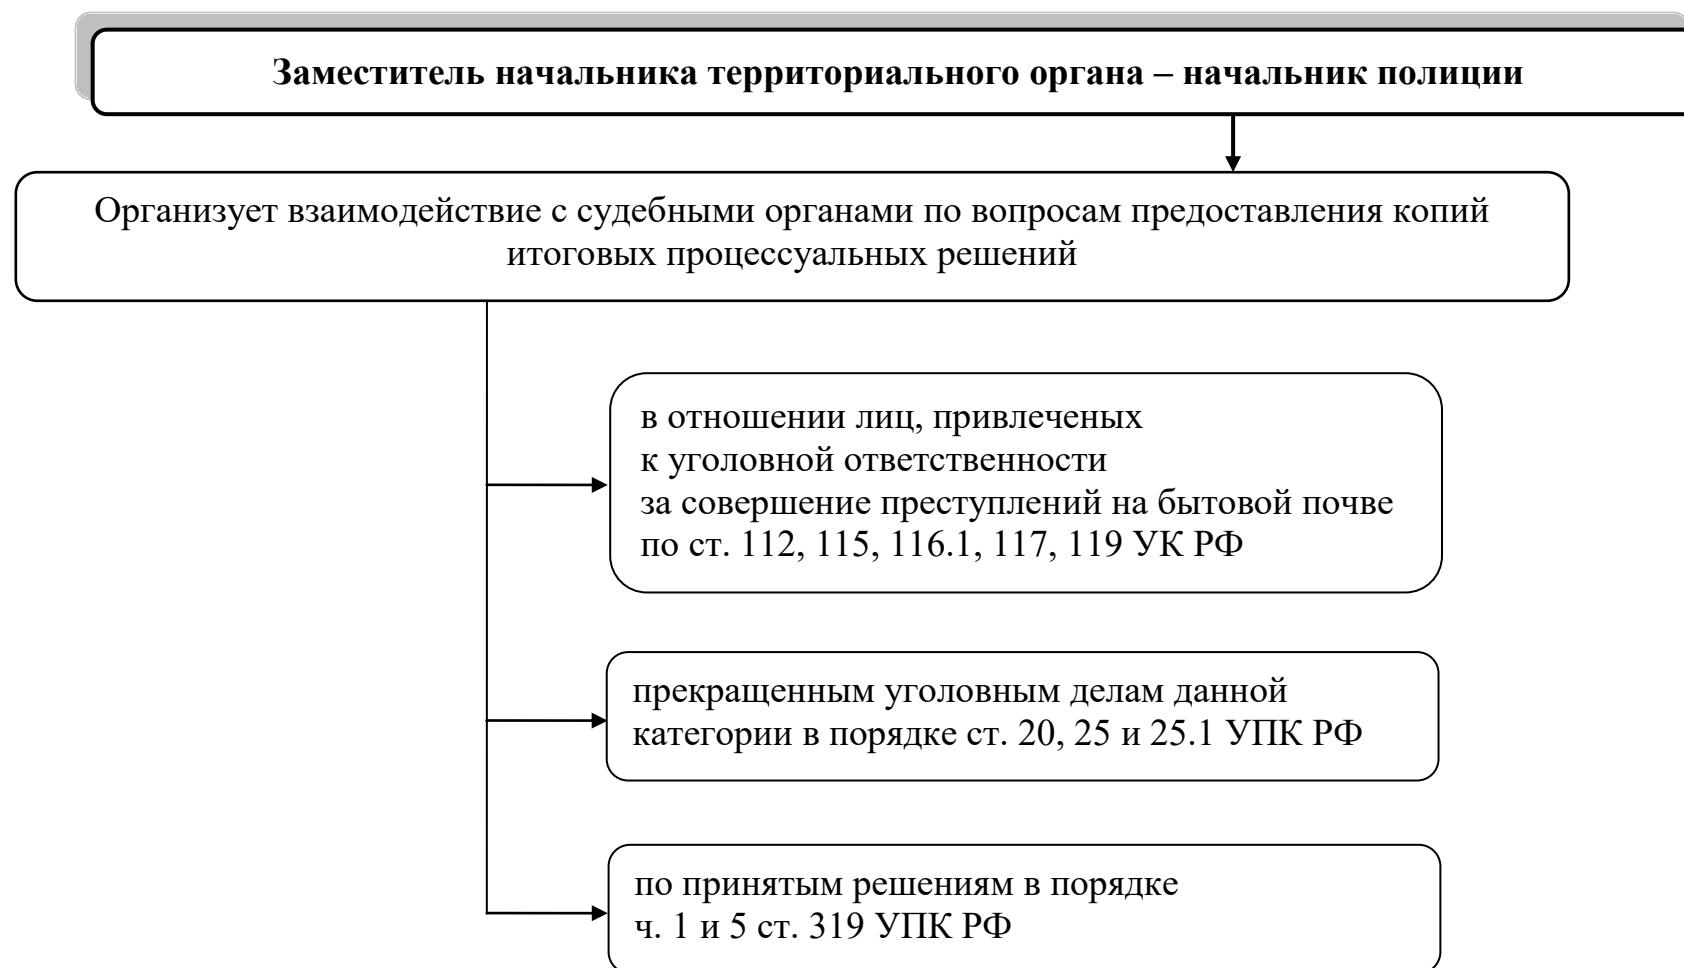 Заместитель начальника территориального органа – начальник полиции
Организует взаимодействие с судебными органами по вопросам предоставления копий
итоговых процессуальных решений
в отношении лиц, привлеченых
к уголовной ответственности
за совершение преступлений на бытовой почве
по ст. 112, 115, 116.1, 117, 119 УК РФ
прекращенным уголовным делам данной
категории в порядке ст. 20, 25 и 25.1 УПК РФ
по принятым решениям в порядке
ч. 1 и 5 ст. 319 УПК РФ